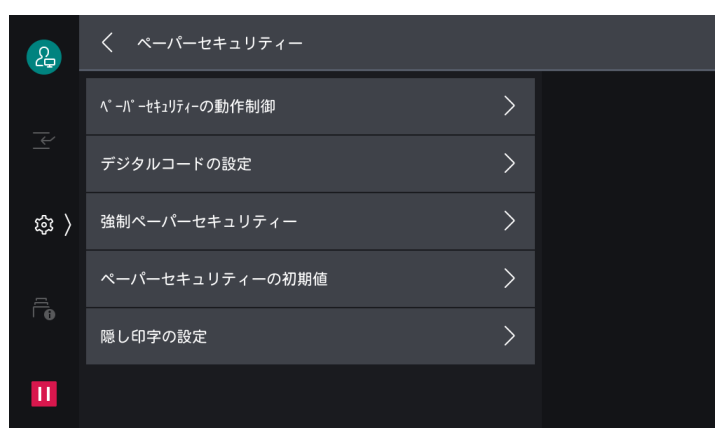 ペーパーセキュリティー
ﾍﾟｰﾊﾟｰｾｷｭﾘﾃｨｰの動作制御
デジタルコードの設定
強制ペーパーセキュリティー
ペーパーセキュリティーの初期値
隠し印字の設定